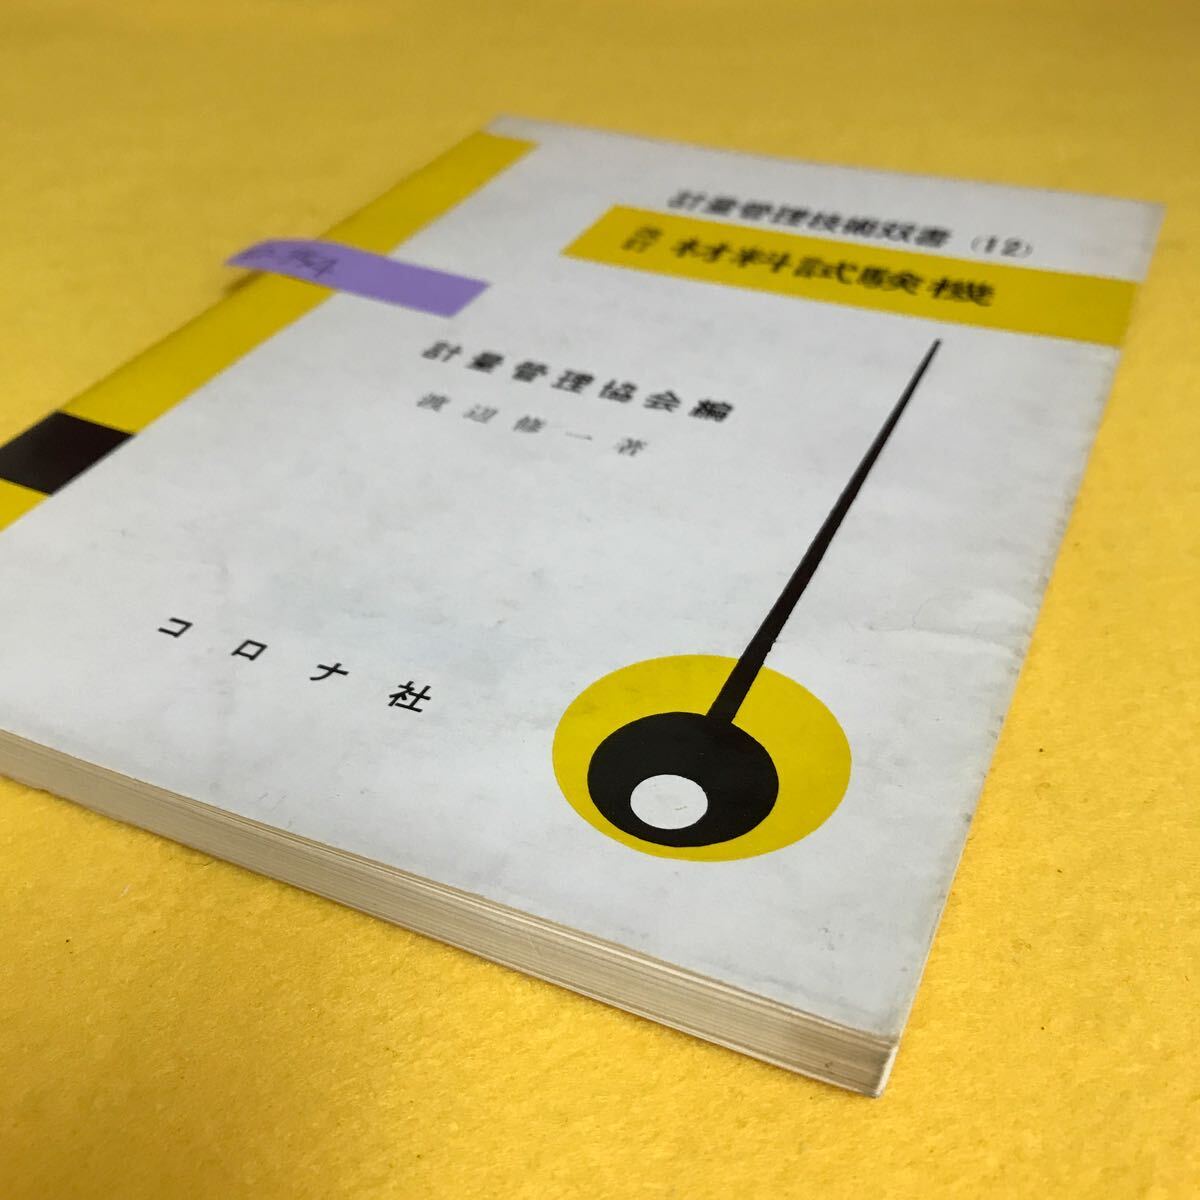 計量管理技術双書 (12)
改訂 材料試験機
計量管理協会編
渡辺修一著
コロナ社